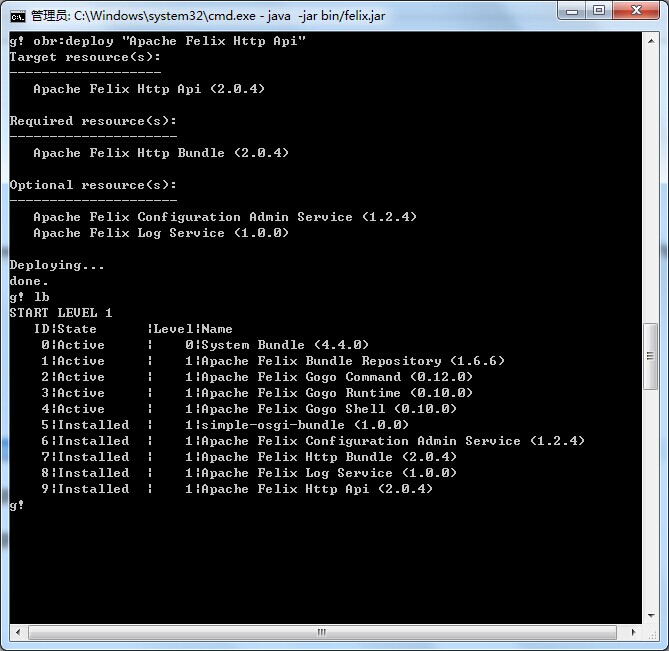 管理员: C:\Windows\system32\cmd.exe - java  -jar bin/felix.jar
g! obr:deploy "Apache Felix Http Api"
Target resource(s):
-------------------
   Apache Felix Http Api (2.0.4)
Required resource(s):
---------------------
   Apache Felix Http Bundle (2.0.4)
Optional resource(s):
---------------------
   Apache Felix Configuration Admin Service (1.2.4)
   Apache Felix Log Service (1.0.0)
Deploying...
done.
g! lb
START LEVEL 1
   ID|State      |Level|Name
    0|Active     |    0|System Bundle (4.4.0)
    1|Active     |    1|Apache Felix Bundle Repository (1.6.6)
    2|Active     |    1|Apache Felix Gogo Command (0.12.0)
    3|Active     |    1|Apache Felix Gogo Runtime (0.10.0)
    4|Active     |    1|Apache Felix Gogo Shell (0.10.0)
    5|Installed  |    1|simple-osgi-bundle (1.0.0)
    6|Installed  |    1|Apache Felix Configuration Admin Service (1.2.4)
    7|Installed  |    1|Apache Felix Http Bundle (2.0.4)
    8|Installed  |    1|Apache Felix Log Service (1.0.0)
    9|Installed  |    1|Apache Felix Http Api (2.0.4)
g!